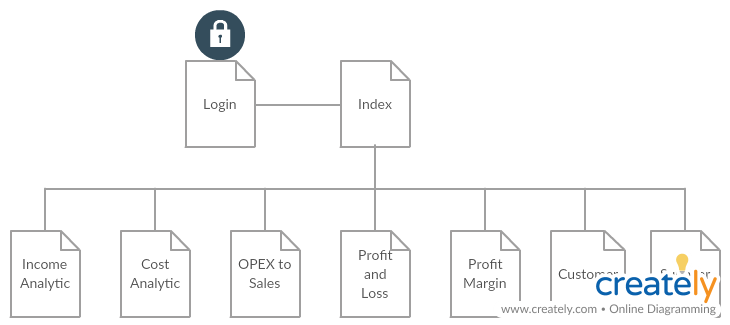 Login
Index
Income
Analytic
Cost
Analytic
OPEX to
Sales
Profit
and
Loss
Profit
Margin
Customer
creately
www.creately.com • Online Diagramming